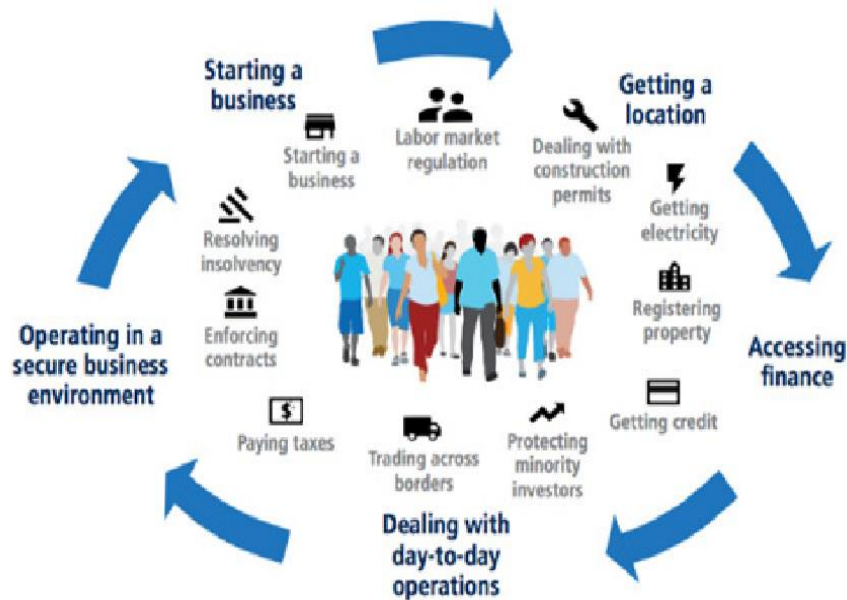 Starting a
business
Starting a
business
Labor market
regulation
Getting a
location
Dealing with
construction
permits
Getting
electricity
Registering
property
Accessing
finance
Getting credit
Protecting
minority
investors
Dealing with
day-to-day
operations
Trading across
borders
Paying taxes
$
Operating in a
secure business
environment
Enforcing
contracts
Resolving
insolvency